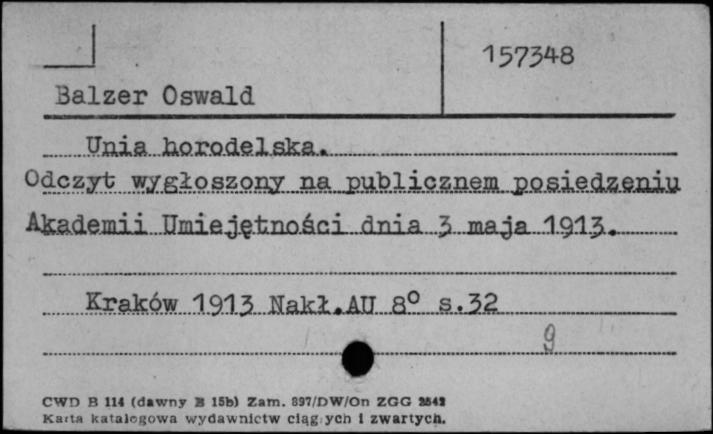 157348
Balzer Oswald
Unia horodelska.
Odczyt wygłoszony na publicznem posiedzeniu
Akademii Umiejętności dnia 3 maja 1913.
Kraków 1913 Nakł.AU 8° s.32
9
CWD B 114 (dawny B 15b) Zam. 897/DW/On ZGG
Karta katalogowa wydawnictw ciągłych i zwartych.